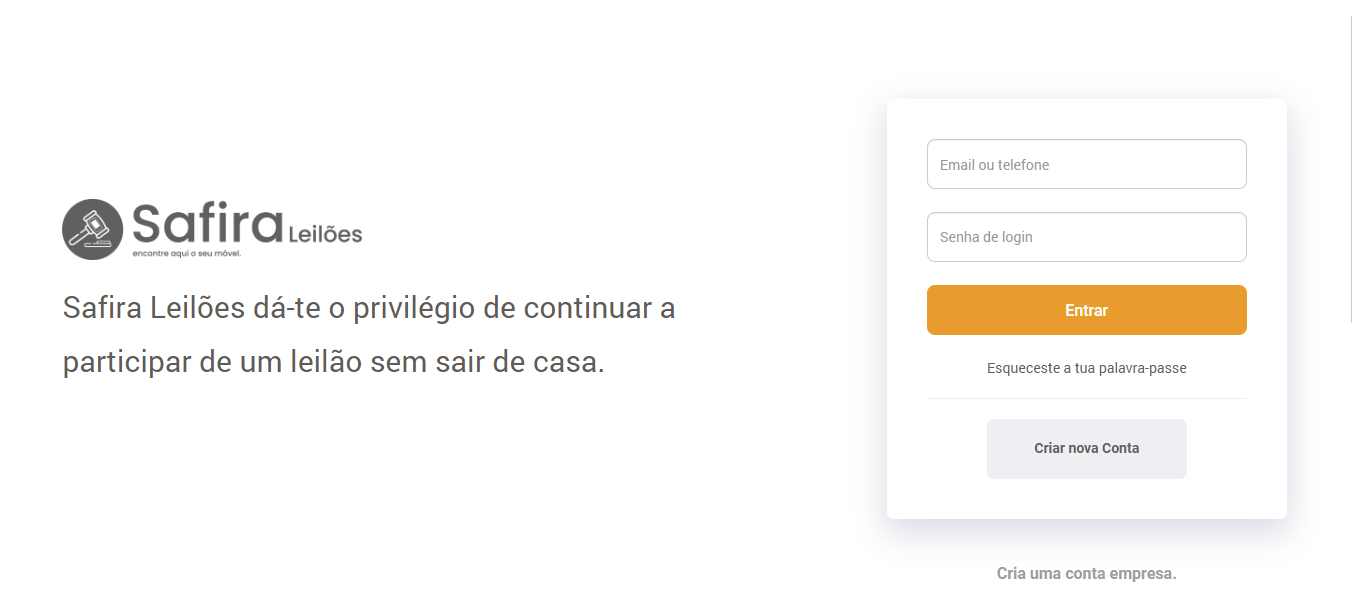 Safira Leilões
encontre aqui o seu móvel.
Safira Leilões dá-te o privilégio de continuar a
participar de um leilão sem sair de casa.
Email ou telefone
Senha de login
Entrar
Esqueceste a tua palavra-passe
Criar nova Conta
Cria uma conta empresa.